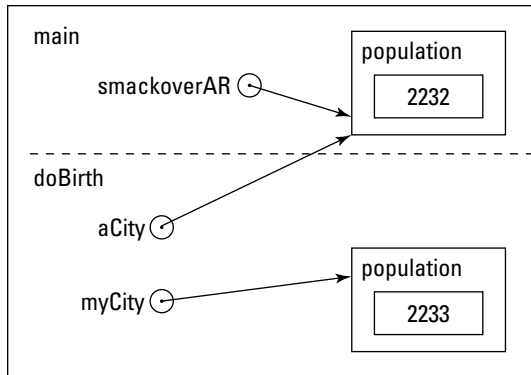 main
population
smackoverAR
2232
doBirth
aCity
population
myCity
2233